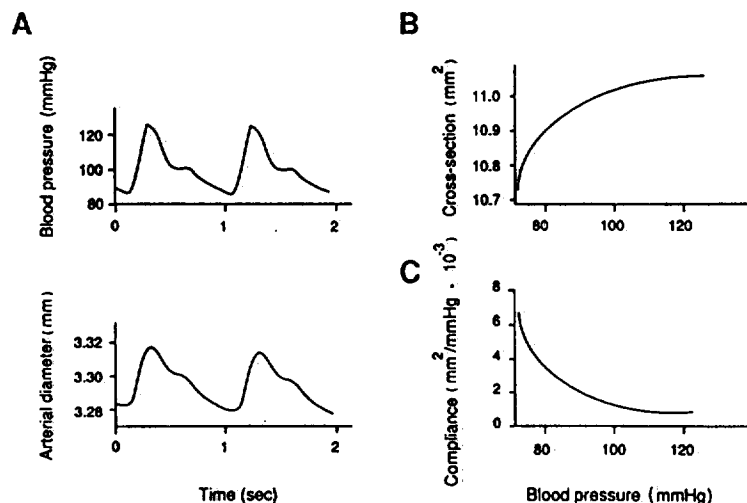 A
Blood pressure (mmHg)
120
100
80
0
1
2
Arterial diameter (mm)
3.32
3.30
3.28
0
1
2
Time (sec)
B
Cross-section (mm²)
11.0
10.9
10.7
80
100
120
C
Compliance (mm²/mmHg · 10⁻³)
8
6
4
2
0
80
100
120
Blood pressure (mmHg)